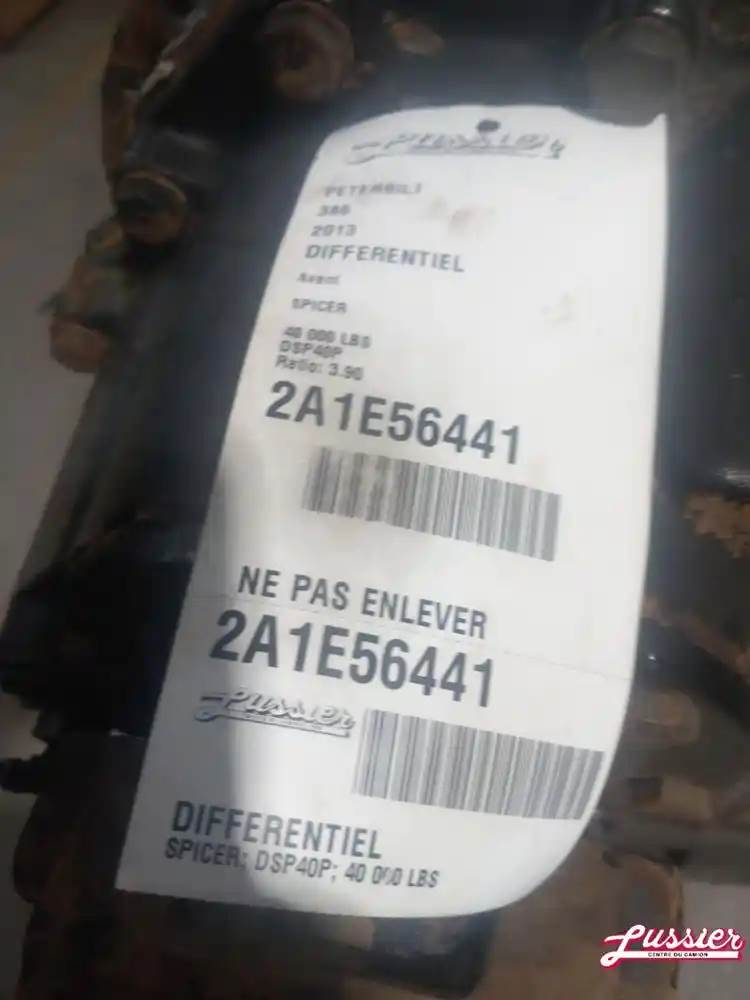 Lussier
PETERBILT
386
2013
DIFFERENTIEL
Avant
SPICER
40 000 LBS
DSP40P
Ratio: 3.90
2A1E56441
NE PAS ENLEVER
2A1E56441
Lussier
DIFFERENTIEL
SPICER; DSP40P; 40 000 LBS
Lussier
CENTRE DU CAMION